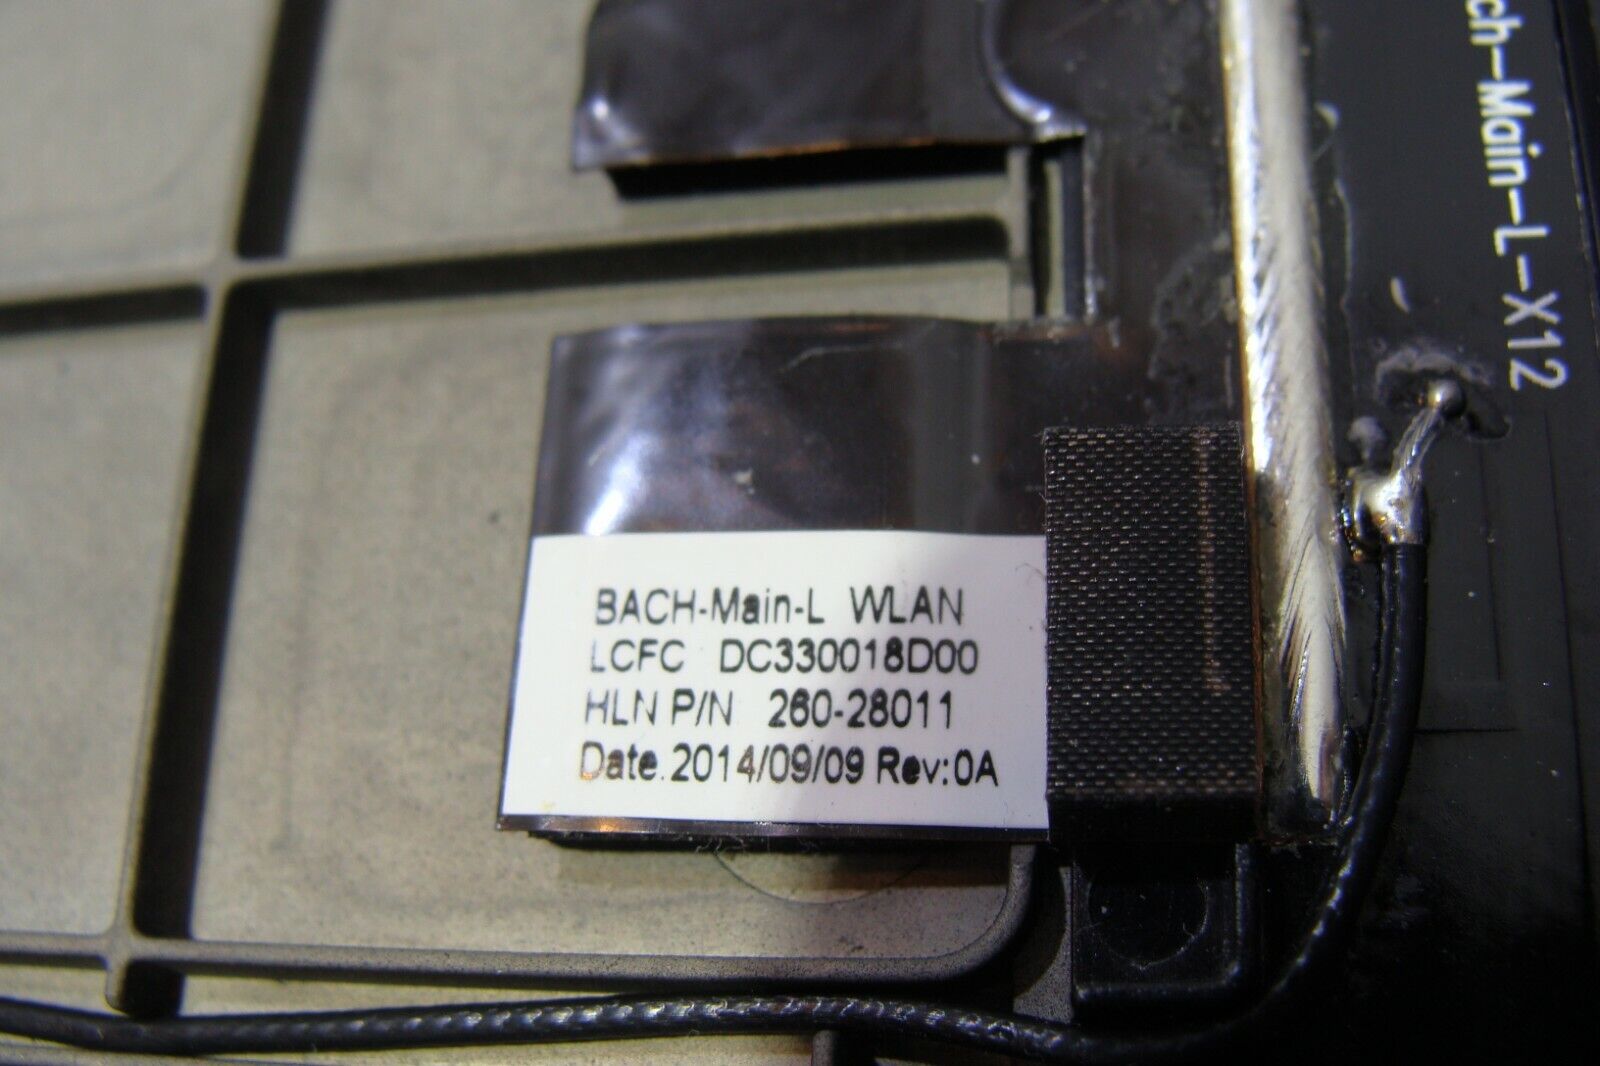 ch-Main-L-X12
BACH-Main-L WLAN
LCFC DC330018D00
HLN P/N 260-28011
Date.2014/09/09 Rev:0A